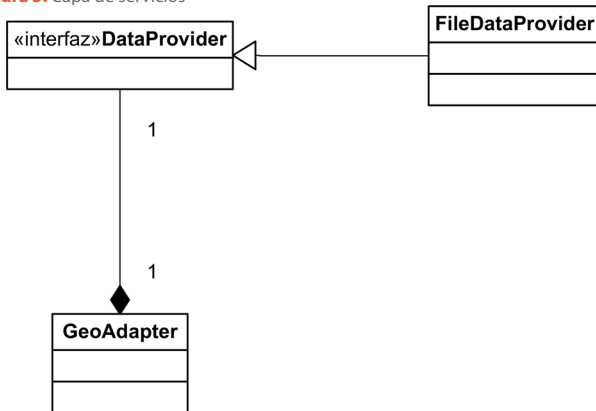 Capa de servicios
«interfaz»DataProvider
FileDataProvider
1
1
GeoAdapter